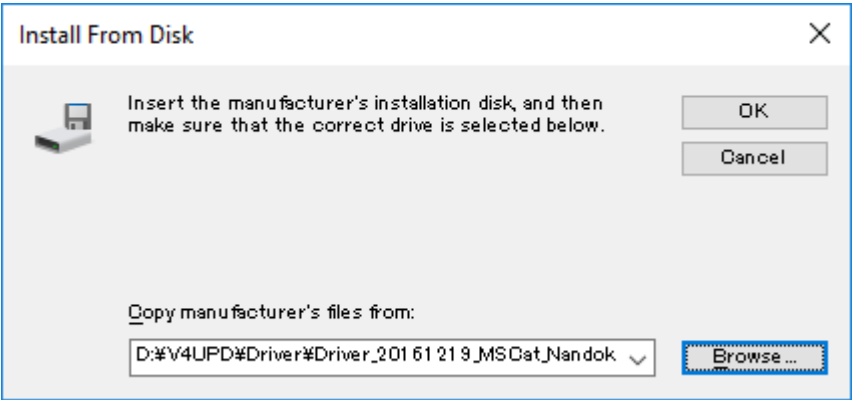 Install From Disk
Insert the manufacturer's installation disk, and then
make sure that the correct drive is selected below.
OK
Cancel
Copy manufacturer's files from:
D:¥V4UPD¥Driver¥Driver_20161219_MSCat_Nandok
Browse...